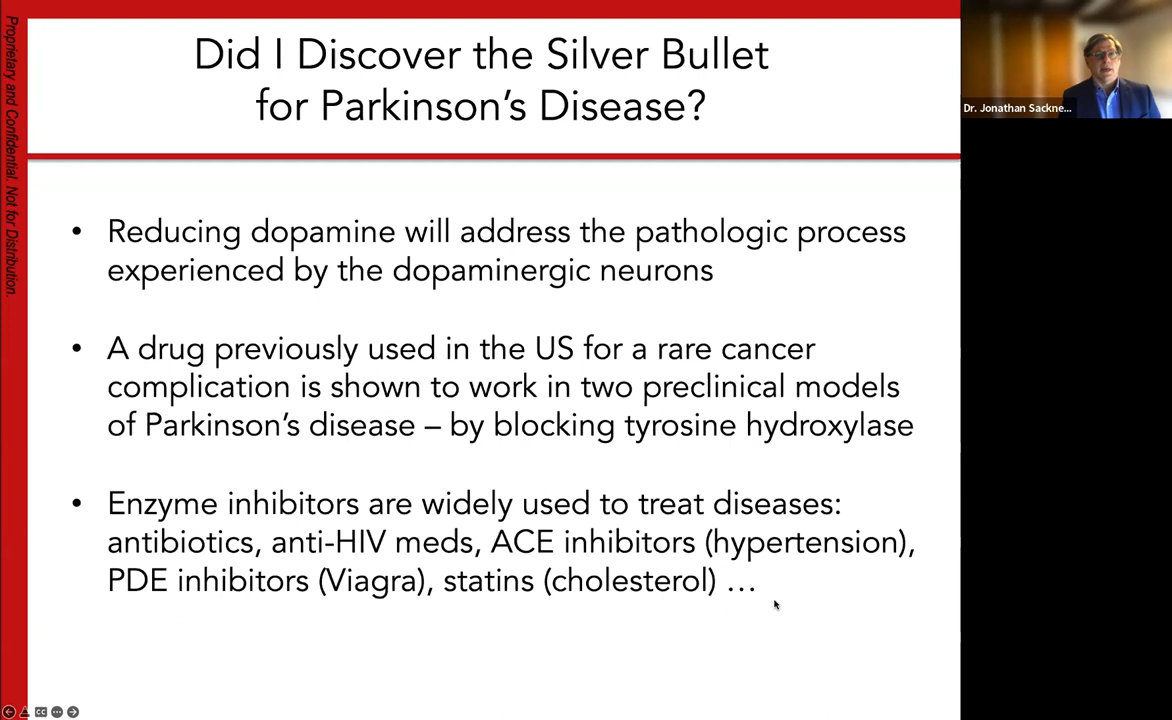 Proprietary and Confidential. Not for Distribution.
Did I Discover the Silver Bullet
for Parkinson's Disease?
• Reducing dopamine will address the pathologic process
experienced by the dopaminergic neurons
• A drug previously used in the US for a rare cancer
complication is shown to work in two preclinical models
of Parkinson's disease – by blocking tyrosine hydroxylase
• Enzyme inhibitors are widely used to treat diseases:
antibiotics, anti-HIV meds, ACE inhibitors (hypertension),
PDE inhibitors (Viagra), statins (cholesterol) …
Dr. Jonathan Sackne...
CC